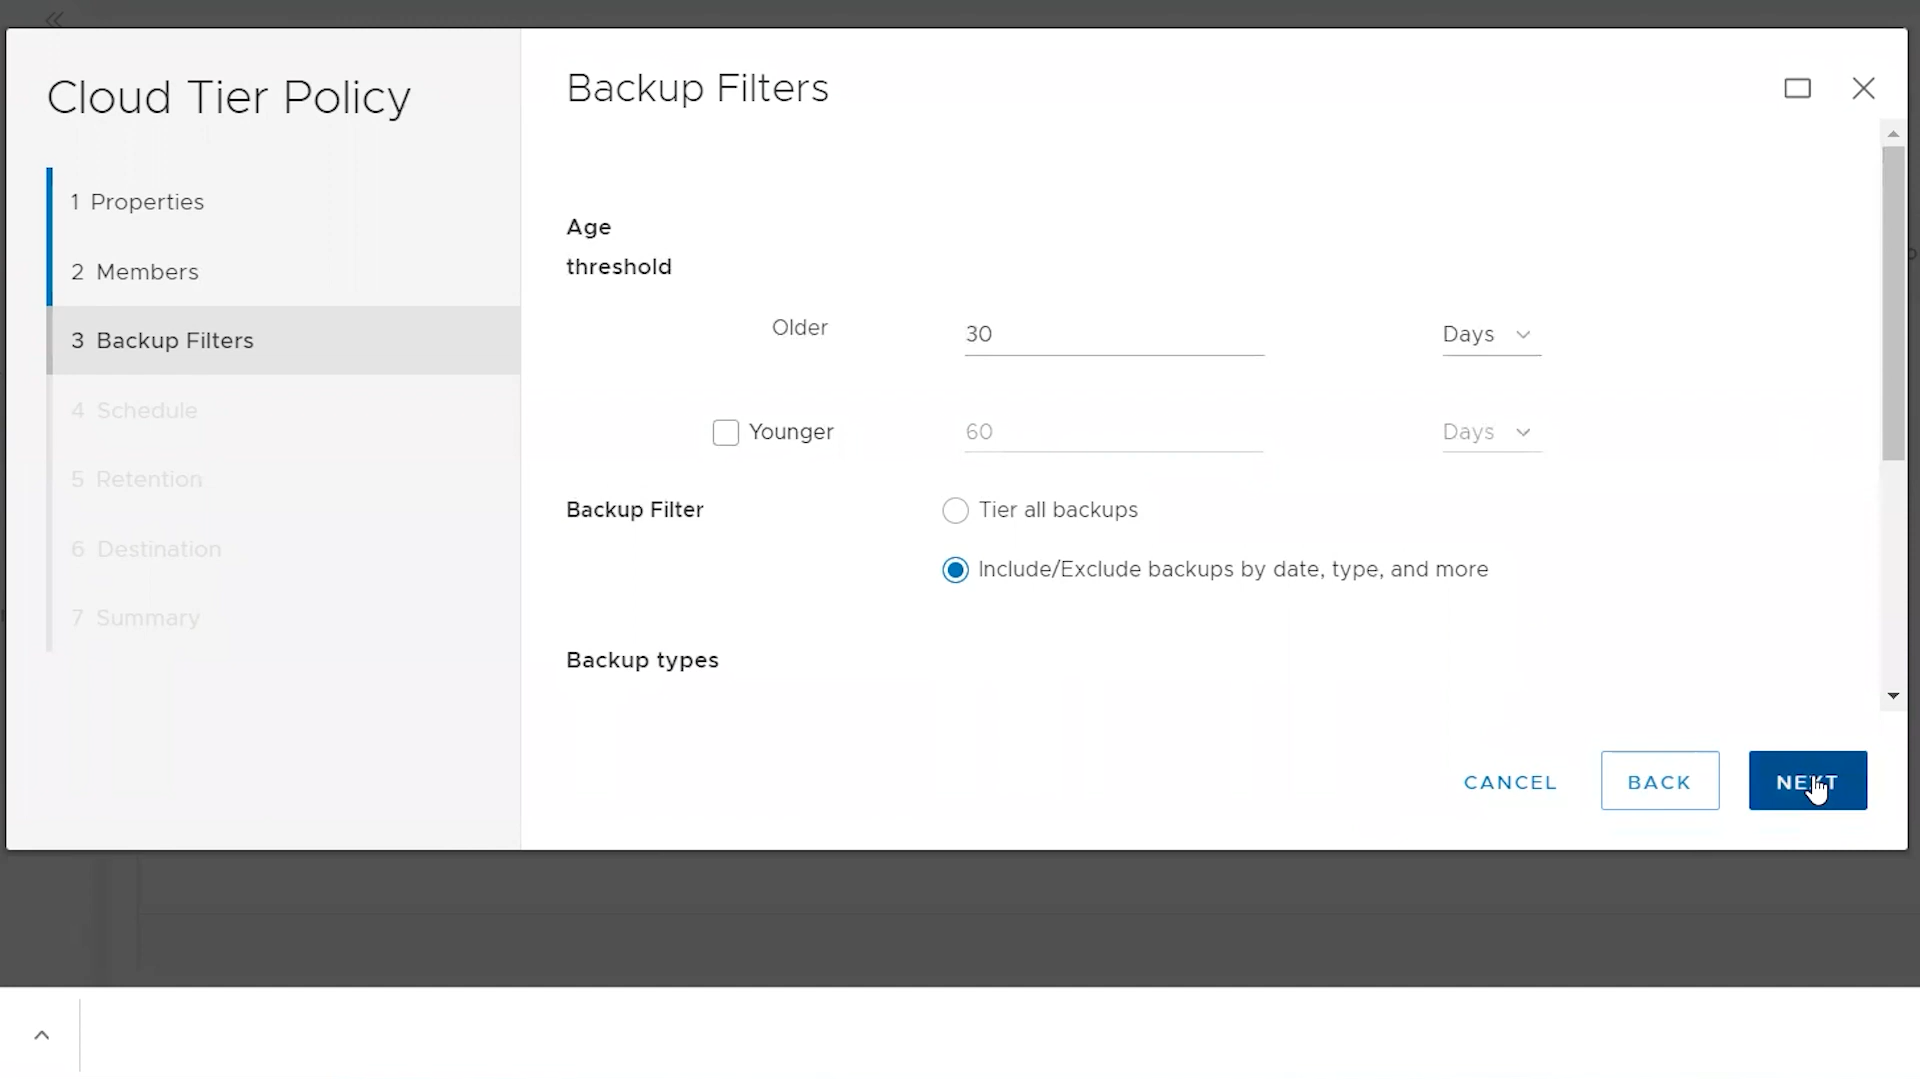 Cloud Tier Policy
1 Properties
2 Members
3 Backup Filters
4 Schedule
5 Retention
6 Destination
7 Summary
Backup Filters
Age
threshold
Older 30 Days
Younger 60 Days
Backup Filter Tier all backups
Include/Exclude backups by date, type, and more
Backup types
CANCEL BACK NEXT